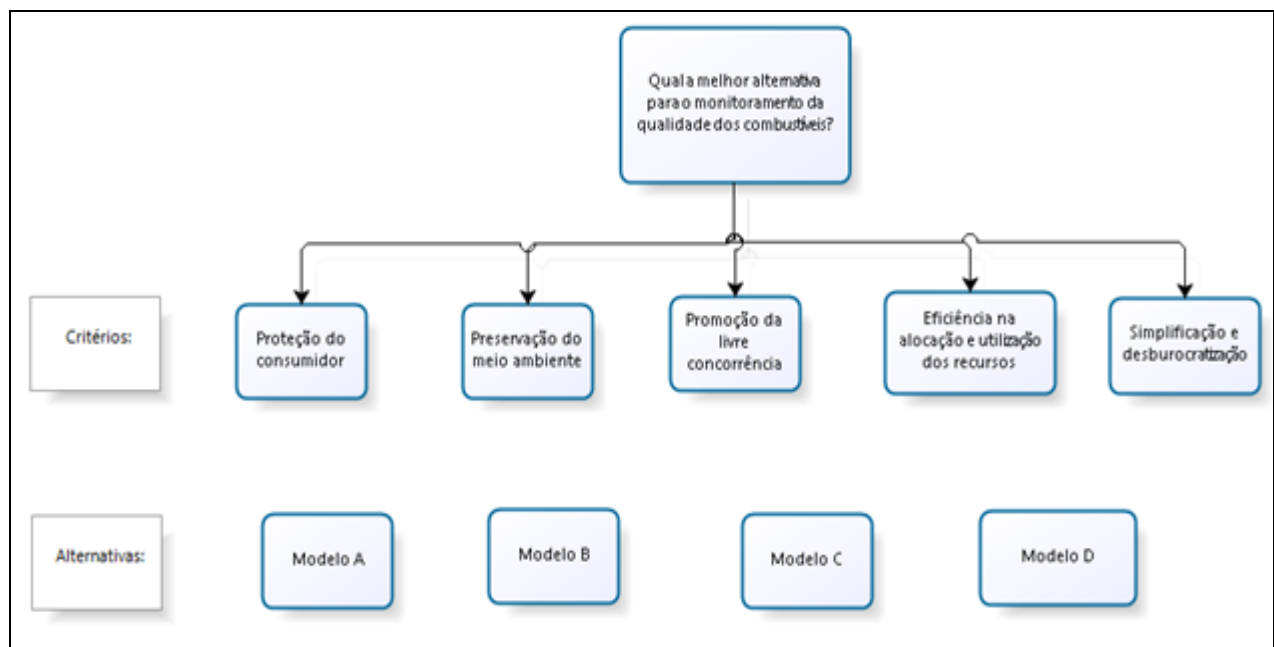 Qual a melhor alternativa
para o monitoramento da
qualidade dos combustíveis?
Critérios:
Proteção do
consumidor
Preservação do
meio ambiente
Promoção da
livre
concorrência
Eficiência na
alocação e utilização
dos recursos
Simplificação e
desburocratização
Alternativas:
Modelo A
Modelo B
Modelo C
Modelo D